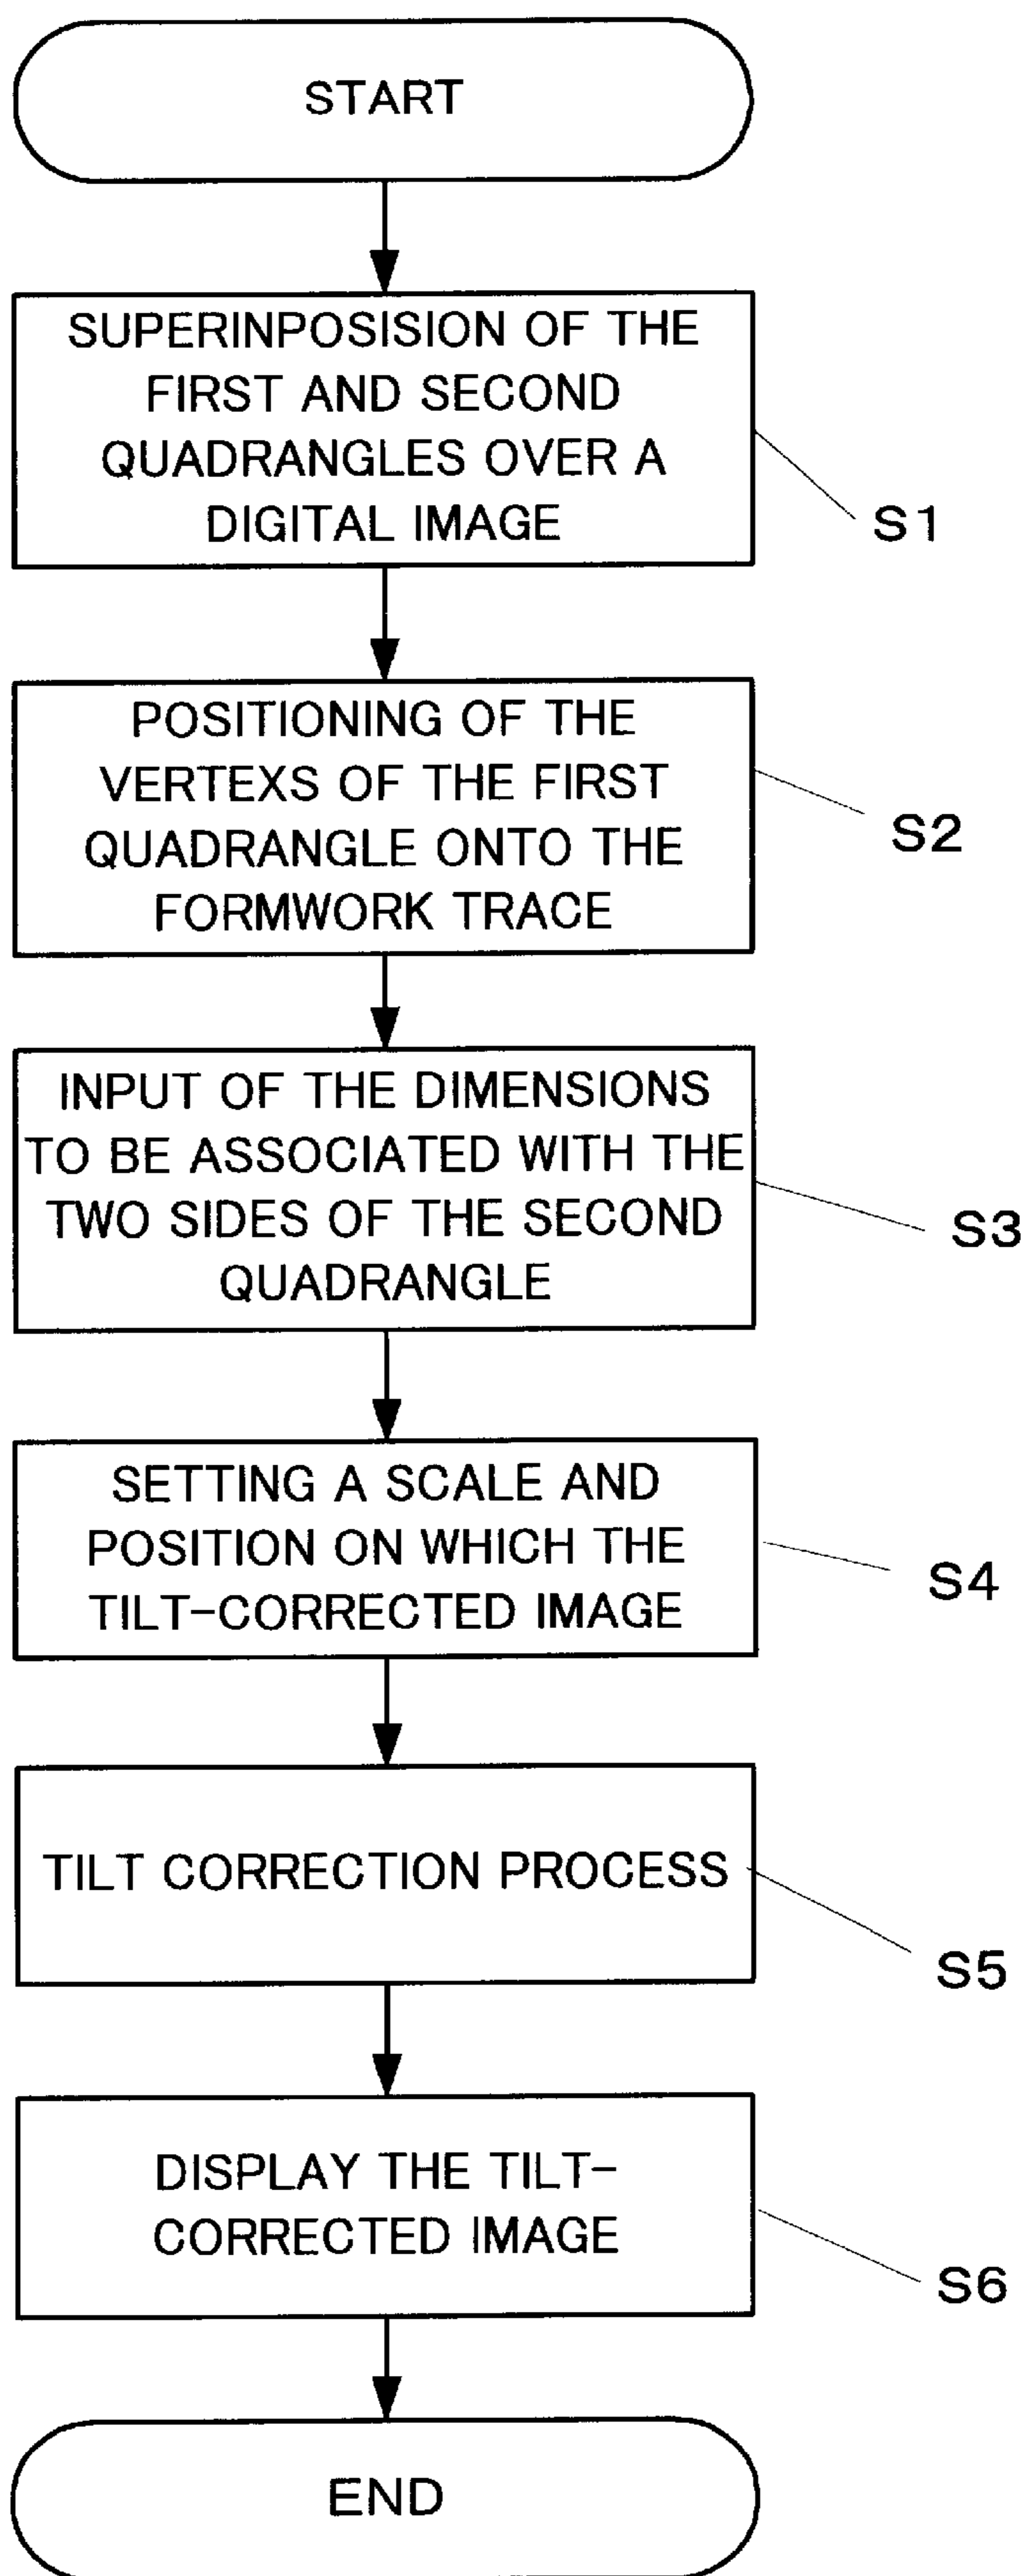 START
SUPERINPOSISION OF THE
FIRST AND SECOND
QUADRANGLES OVER A
DIGITAL IMAGE
S1
POSITIONING OF THE
VERTEXS OF THE FIRST
QUADRANGLE ONTO THE
FORMWORK TRACE
S2
INPUT OF THE DIMENSIONS
TO BE ASSOCIATED WITH THE
TWO SIDES OF THE SECOND
QUADRANGLE
S3
SETTING A SCALE AND
POSITION ON WHICH THE
TILT-CORRECTED IMAGE
S4
TILT CORRECTION PROCESS
S5
DISPLAY THE TILT-
CORRECTED IMAGE
S6
END